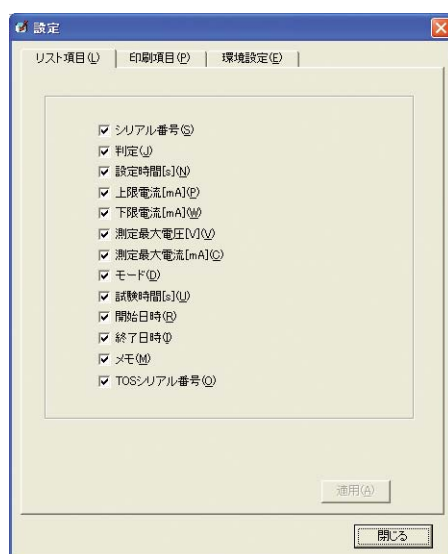 設定
リスト項目(L) | 印刷項目(P) | 環境設定(E) |
シリアル番号(S)
判定(J)
設定時間[s](N)
上限電流[mA](P)
下限電流[mA](W)
測定最大電圧[V](V)
測定最大電流[mA](C)
モード(D)
試験時間[s](U)
開始日時(R)
終了日時(I)
メモ(M)
TOSシリアル番号(O)
適用(A)
閉じる